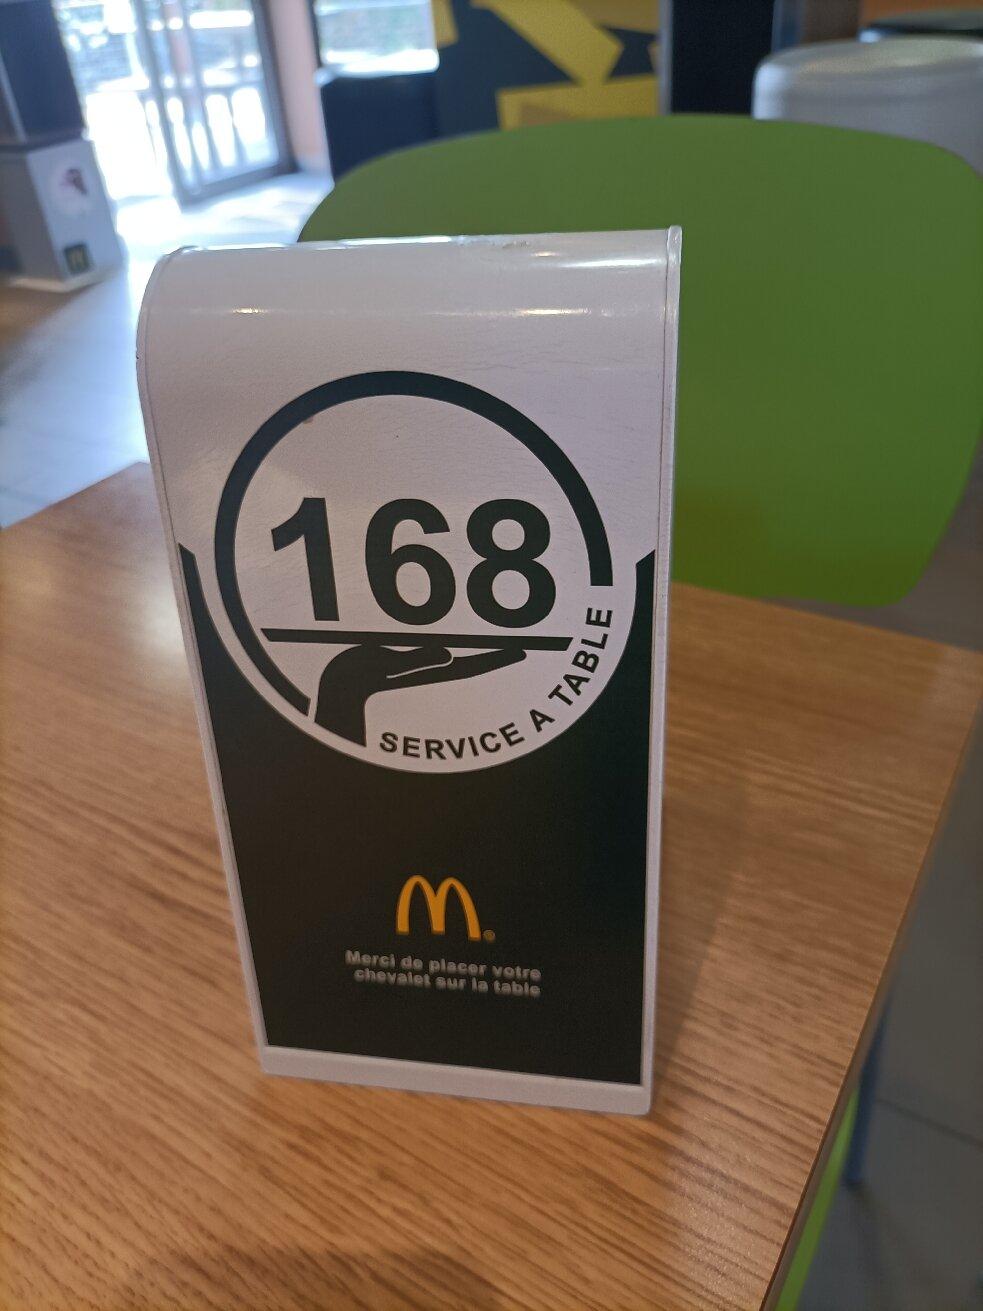 168
SERVICE A TABLE
Merci de placer votre
chevalet sur la table